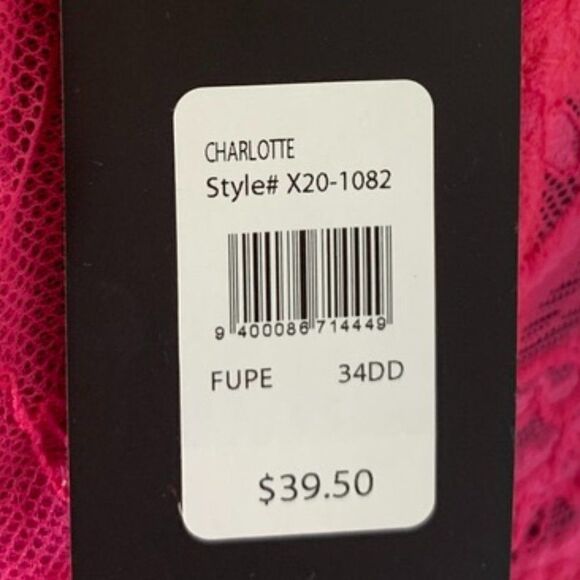 CHARLOTTE
Style# X20-1082
9 400086 714449
FUPE 34DD
$39.50